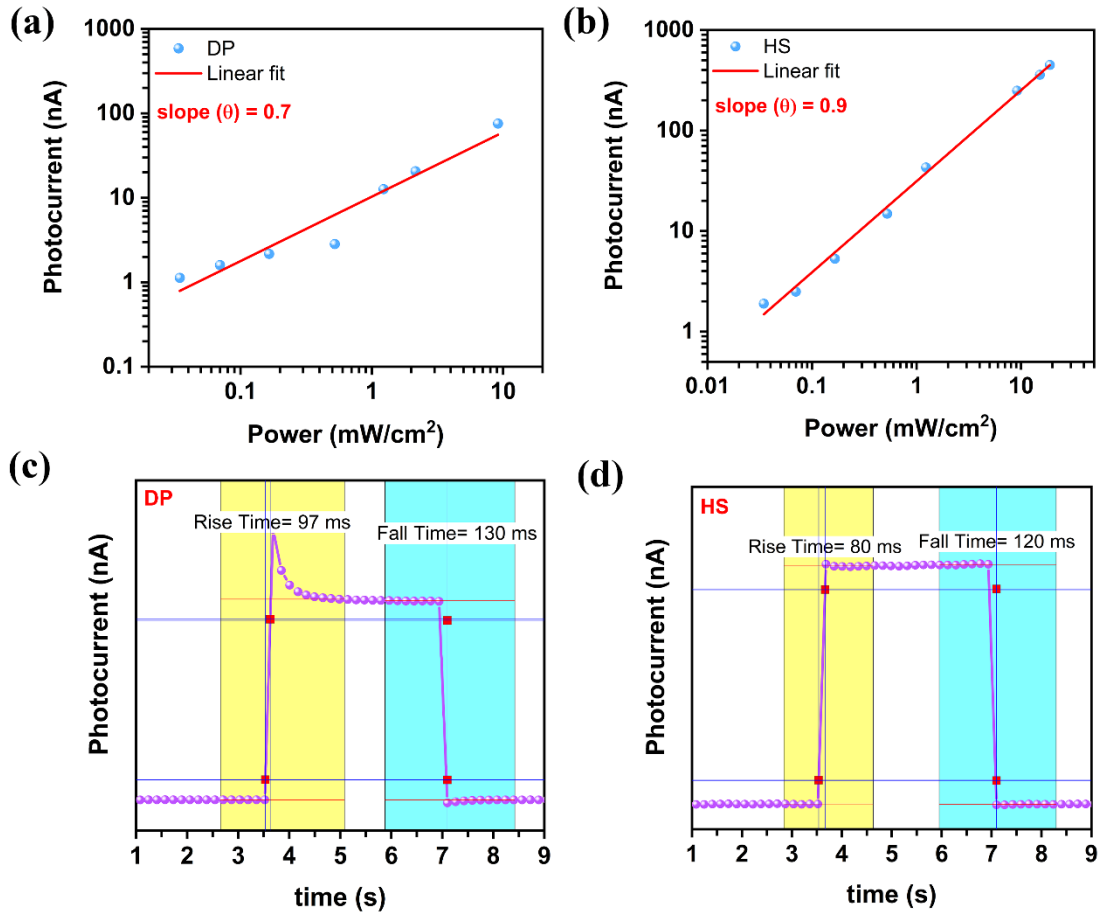 (a)
1000
100
10
1
0.1
Photocurrent (nA)
DP
Linear fit
slope (θ) = 0.7
0.1
1
10
Power (mW/cm²)
(b)
1000
100
10
1
Photocurrent (nA)
HS
Linear fit
slope (θ) = 0.9
0.01
0.1
1
10
Power (mW/cm²)
(c)
DP
Photocurrent (nA)
Rise Time= 97 ms
Fall Time= 130 ms
1 2 3 4 5 6 7 8 9
time (s)
(d)
HS
Photocurrent (nA)
Rise Time= 80 ms
Fall Time= 120 ms
1 2 3 4 5 6 7 8 9
time (s)